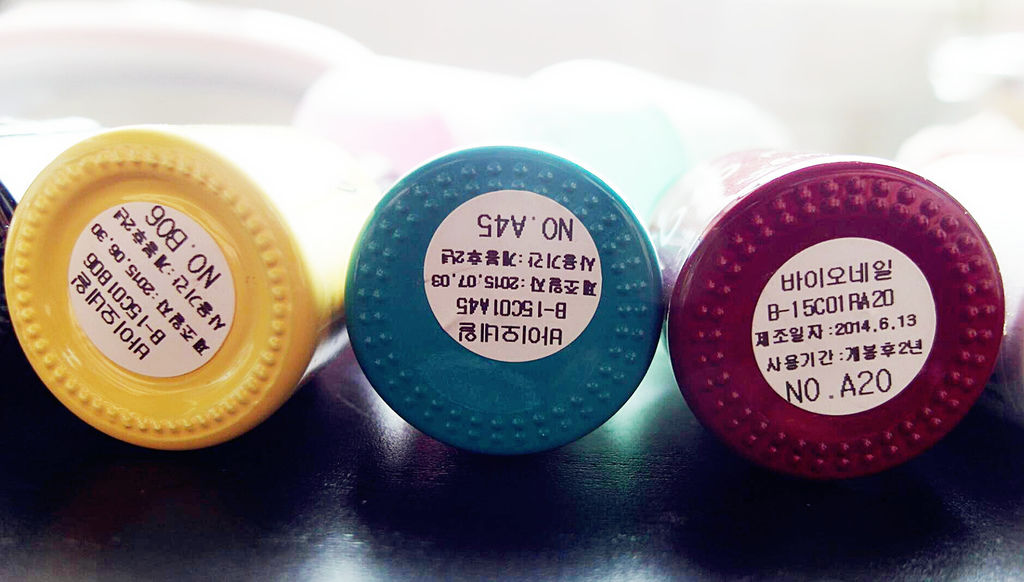 바이오네일
B-15C01B06
제조일자:2015.06.30
사용기간:개봉후2년
NO.B06
바이오네일
B-15C01A45
제조일자:2015.07.03
사용기간:개봉후2년
NO.A45
바이오네일
B-15C01RA20
제조일자:2014.6.13
사용기간:개봉후2년
NO.A20